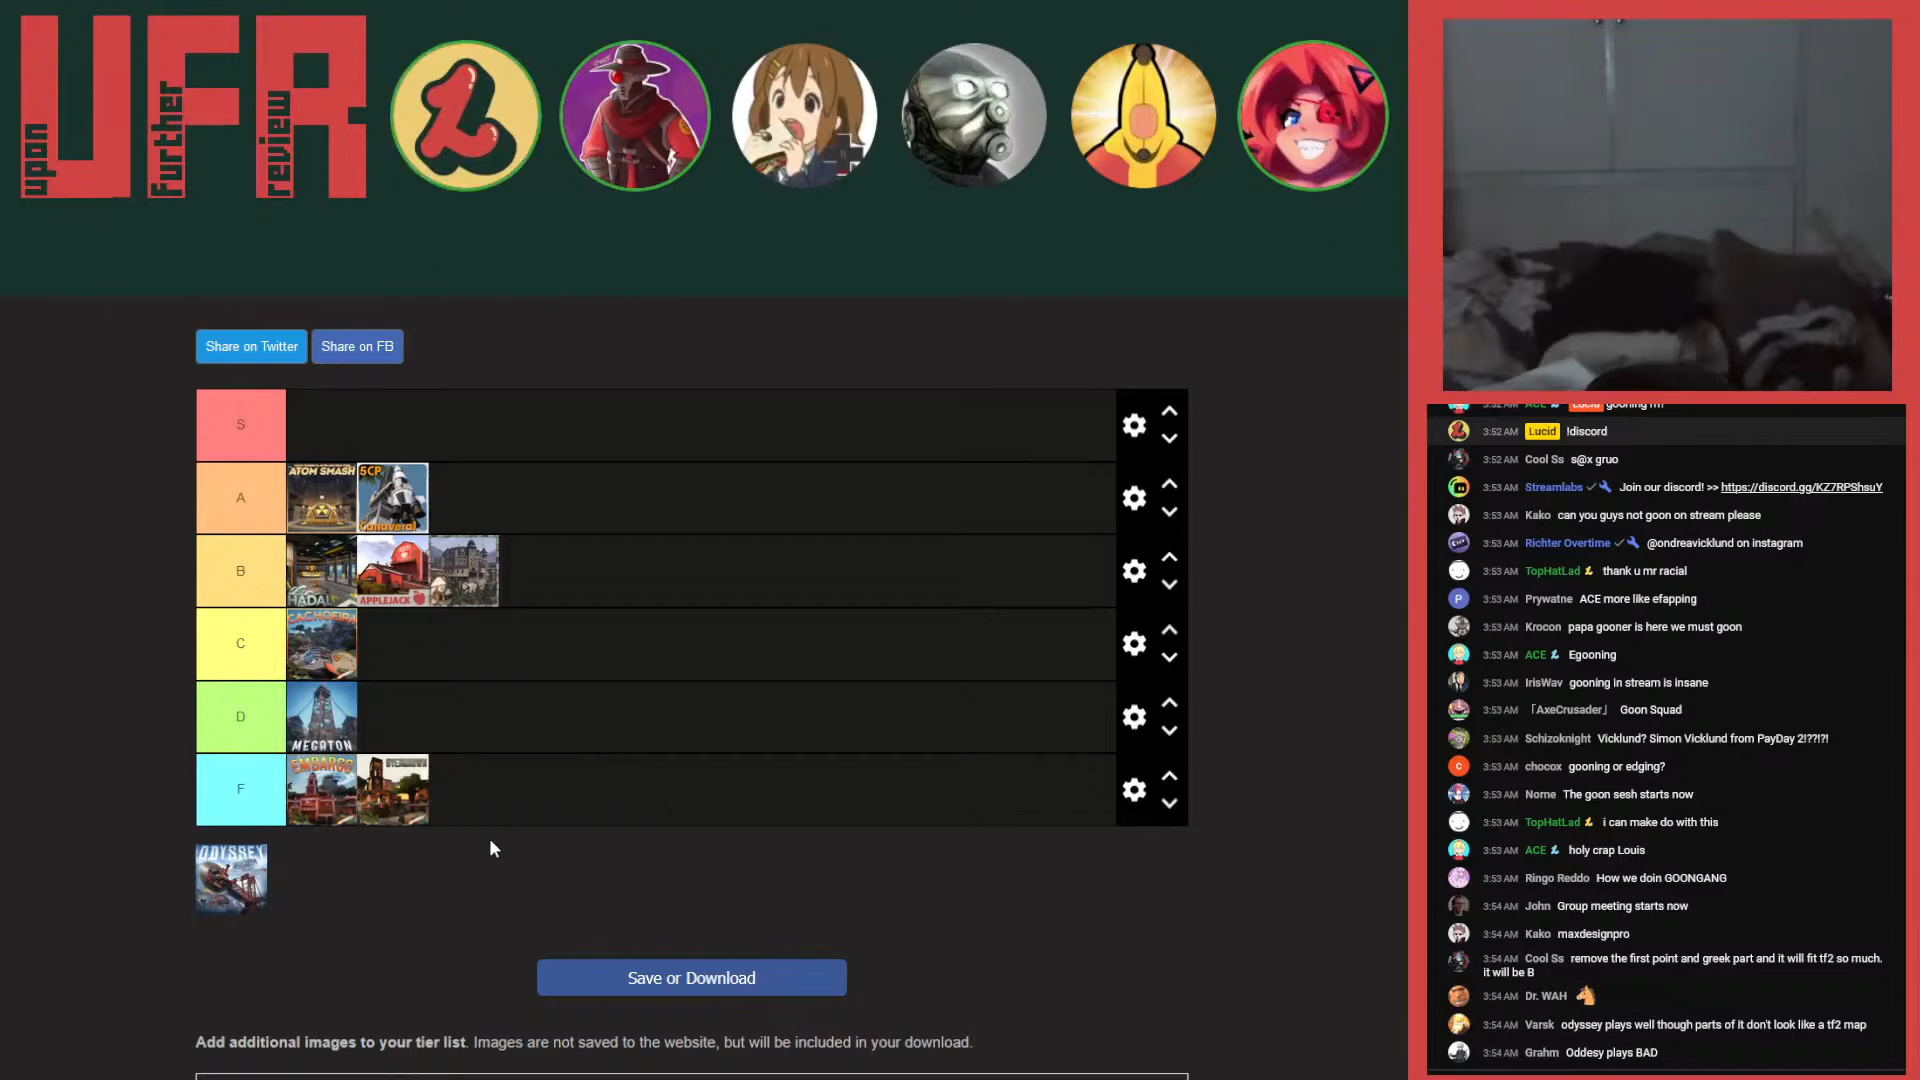 UFR
upon
further
review
Share on Twitter
Share on FB
S
A
ATOM SMASH
5CP
Canaveral
B
HADAL
APPLEJACK
C
CACHOEIRA
D
MEGATON
F
EMBARGO
ODYSSEY
Save or Download
Add additional images to your tier list. Images are not saved to the website, but will be included in your download.
3:52 AM ACE Lucid gooning rn!
3:52 AM Lucid !discord
3:52 AM Cool Ss s@x gruo
3:53 AM Streamlabs Join our discord! >> https://discord.gg/KZ7RPShsuY
3:53 AM Kako can you guys not goon on stream please
3:53 AM Richter Overtime @ondreavicklund on instagram
3:53 AM TopHatLad thank u mr racial
3:53 AM Prywatne ACE more like efapping
3:53 AM Krocon papa gooner is here we must goon
3:53 AM ACE Egooning
3:53 AM IrisWav gooning in stream is insane
3:53 AM 「AxeCrusader」 Goon Squad
3:53 AM Schizoknight Vicklund? Simon Vicklund from PayDay 2!??!?!
3:53 AM chocox gooning or edging?
3:53 AM Nome The goon sesh starts now
3:53 AM TopHatLad i can make do with this
3:53 AM ACE holy crap Louis
3:53 AM Ringo Reddo How we doin GOONGANG
3:54 AM John Group meeting starts now
3:54 AM Kako maxdesignpro
3:54 AM Cool Ss remove the first point and greek part and it will fit tf2 so much.
it will be B
3:54 AM Dr. WAH
3:54 AM Varsk odyssey plays well though parts of it don't look like a tf2 map
3:54 AM Grahm Oddesy plays BAD